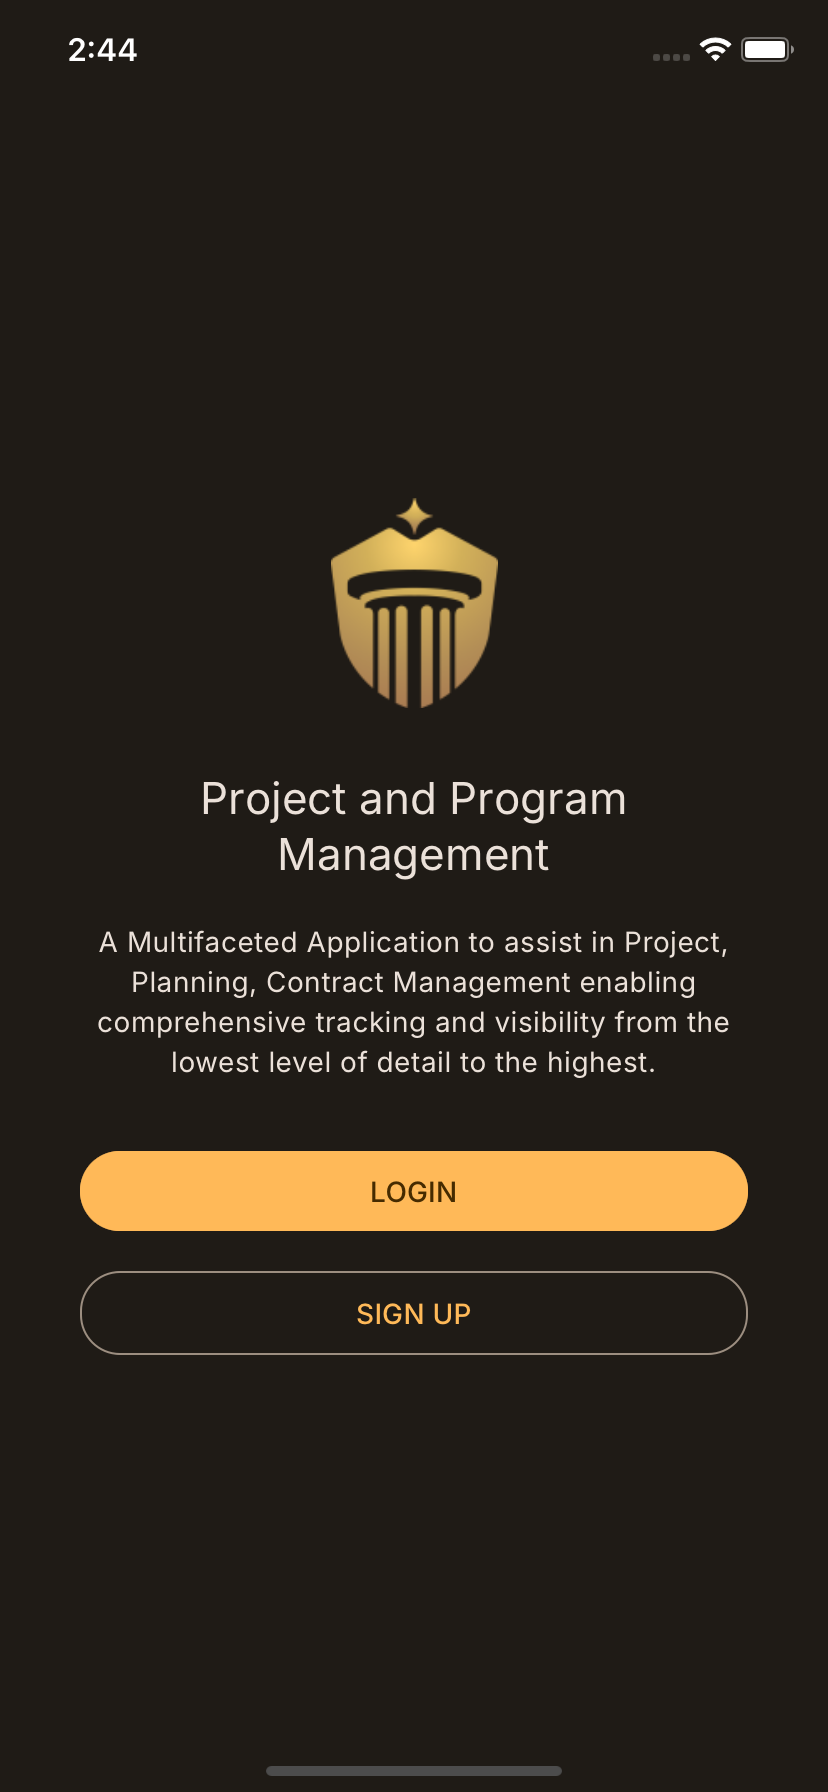 2:44
Project and Program
Management
A Multifaceted Application to assist in Project,
Planning, Contract Management enabling
comprehensive tracking and visibility from the
lowest level of detail to the highest.
LOGIN
SIGN UP